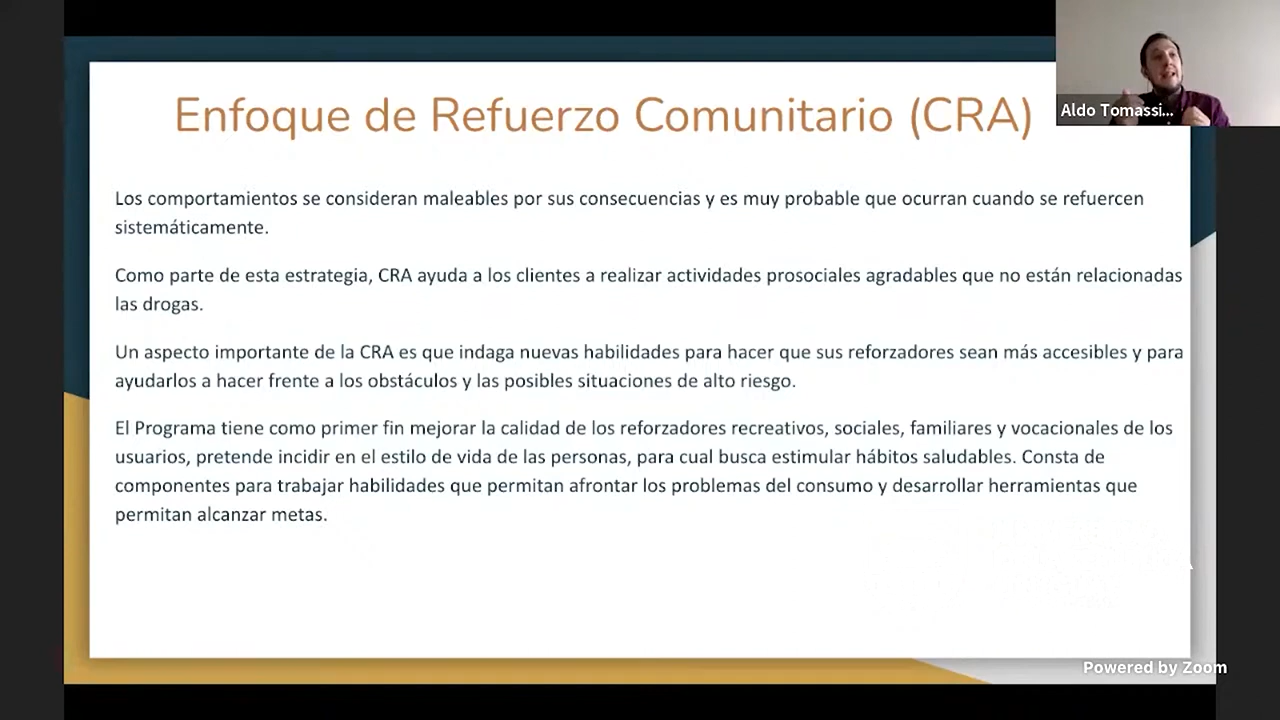 Enfoque de Refuerzo Comunitario (CRA)
Aldo Tomassi...
Los comportamientos se consideran maleables por sus consecuencias y es muy probable que ocurran cuando se refuercen
sistemáticamente.
Como parte de esta estrategia, CRA ayuda a los clientes a realizar actividades prosociales agradables que no están relacionadas
las drogas.
Un aspecto importante de la CRA es que indaga nuevas habilidades para hacer que sus reforzadores sean más accesibles y para
ayudarlos a hacer frente a los obstáculos y las posibles situaciones de alto riesgo.
El Programa tiene como primer fin mejorar la calidad de los reforzadores recreativos, sociales, familiares y vocacionales de los
usuarios, pretende incidir en el estilo de vida de las personas, para cual busca estimular hábitos saludables. Consta de
componentes para trabajar habilidades que permitan afrontar los problemas del consumo y desarrollar herramientas que
permitan alcanzar metas.
Powered by Zoom